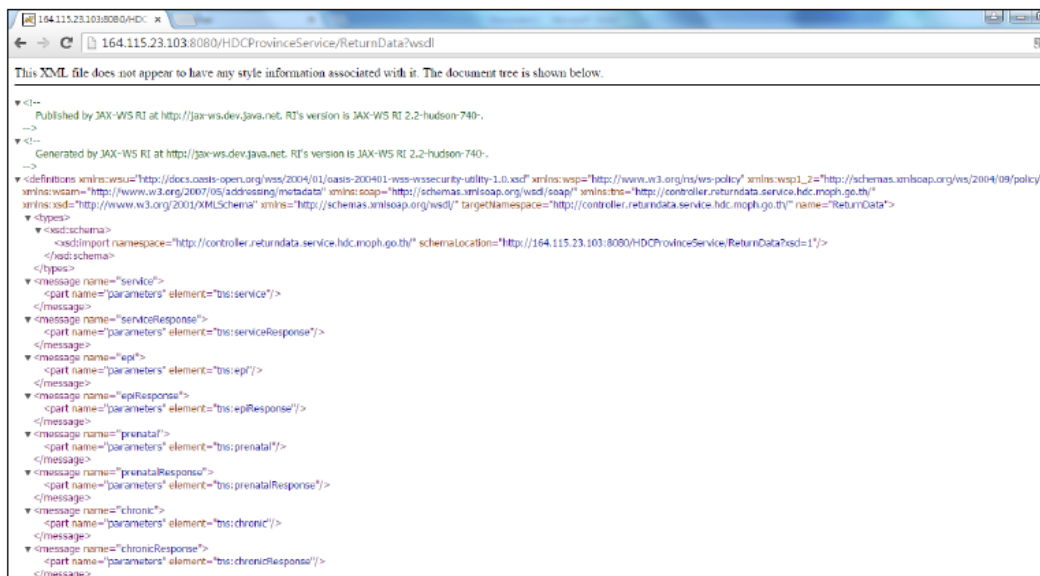 164.115.23.103:8080/HDC ×
164.115.23.103:8080/HDCProvinceService/ReturnData?wsdl
This XML file does not appear to have any style information associated with it. The document tree is shown below.
▼<!--
Published by JAX-WS RI at http://jax-ws.dev.java.net. RI's version is JAX-WS RI 2.2-hudson-740-.
-->
▼<!--
Generated by JAX-WS RI at http://jax-ws.dev.java.net. RI's version is JAX-WS RI 2.2-hudson-740-.
-->
▼<definitions xmlns:wsu="http://docs.oasis-open.org/wss/2004/01/oasis-200401-wss-wssecurity-utility-1.0.xsd" xmlns:wsp="http://www.w3.org/ns/ws-policy" xmlns:wsp1_2="http://schemas.xmlsoap.org/ws/2004/09/policy/
xmlns:wsam="http://www.w3.org/2007/05/addressing/metadata" xmlns:soap="http://schemas.xmlsoap.org/wsdl/soap/" xmlns:tns="http://controller.returndata.service.hdc.moph.go.th/"
xmlns:xsd="http://www.w3.org/2001/XMLSchema" xmlns="http://schemas.xmlsoap.org/wsdl/" targetNamespace="http://controller.returndata.service.hdc.moph.go.th/" name="ReturnData">
▼<types>
▼<xsd:schema>
<xsd:import namespace="http://controller.returndata.service.hdc.moph.go.th/" schemaLocation="http://164.115.23.103:8080/HDCProvinceService/ReturnData?xsd=1"/>
</xsd:schema>
</types>
▼<message name="service">
<part name="parameters" element="tns:service"/>
</message>
▼<message name="serviceResponse">
<part name="parameters" element="tns:serviceResponse"/>
</message>
▼<message name="epi">
<part name="parameters" element="tns:epi"/>
</message>
▼<message name="epiResponse">
<part name="parameters" element="tns:epiResponse"/>
</message>
▼<message name="prenatal">
<part name="parameters" element="tns:prenatal"/>
</message>
▼<message name="prenatalResponse">
<part name="parameters" element="tns:prenatalResponse"/>
</message>
▼<message name="chronic">
<part name="parameters" element="tns:chronic"/>
</message>
▼<message name="chronicResponse">
<part name="parameters" element="tns:chronicResponse"/>
</message>